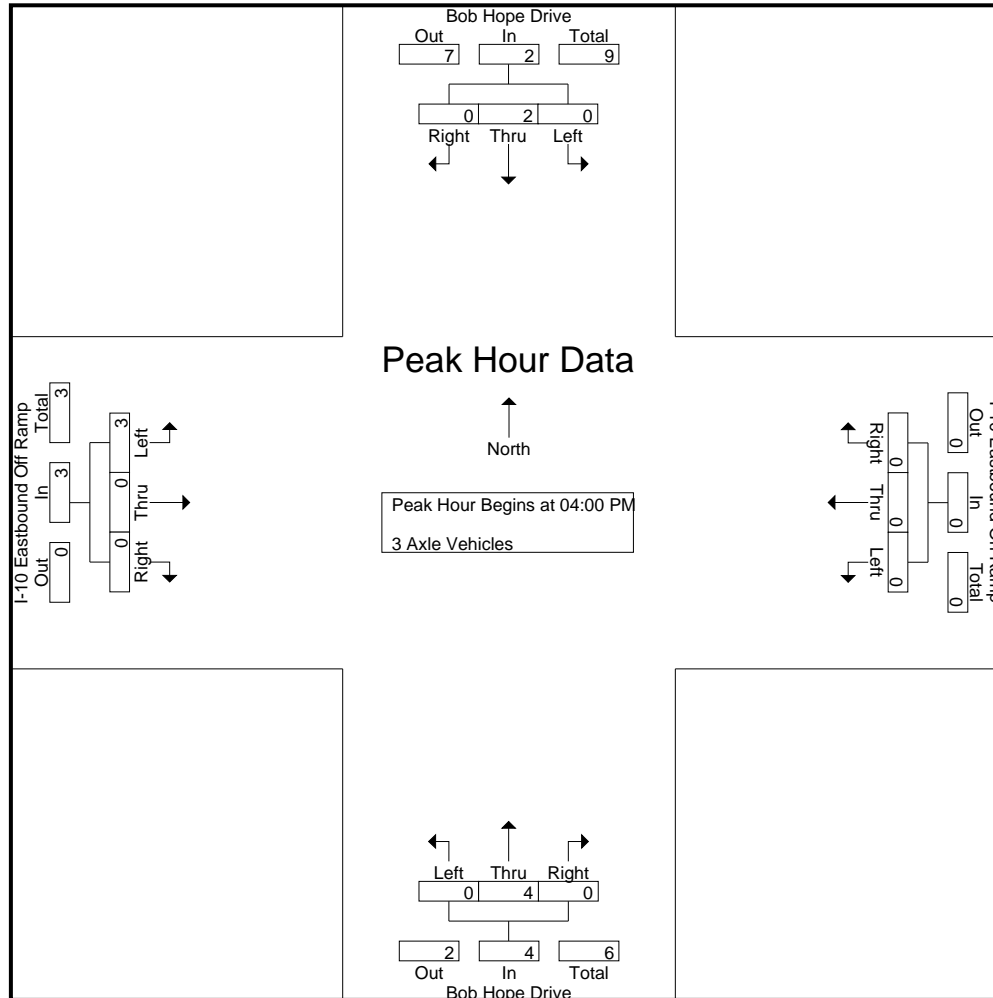 Bob Hope Drive
Out In Total
7 2 9
0 2 0
Right Thru Left
Peak Hour Data
North
Peak Hour Begins at 04:00 PM
3 Axle Vehicles
I-10 Eastbound Off Ramp
Total In Out
3 3 0
3 0 0
Left Thru Right
Right Thru Left
0 0 0
Out In Total
0 0 0
Left Thru Right
0 4 0
2 4 6
Out In Total
Bob Hope Drive